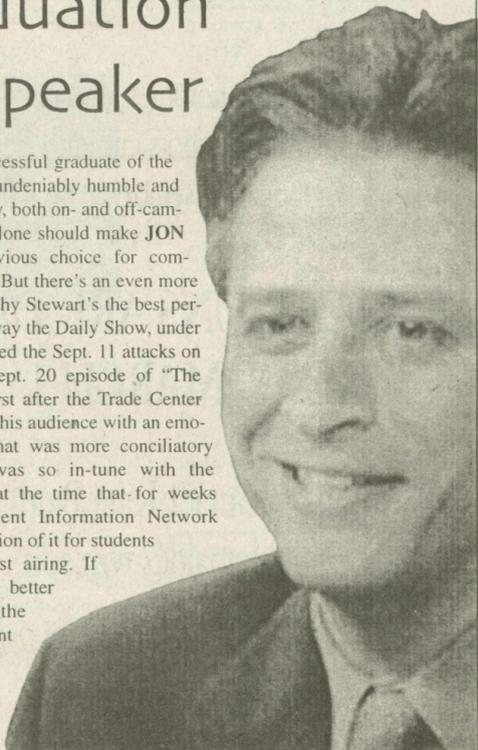 uation
peaker
cessful graduate of the
undeniably humble and
y, both on- and off-cam-
lone should make JON
vious choice for com-
But there's an even more
hy Stewart's the best per-
way the Daily Show, under
ed the Sept. 11 attacks on
ept. 20 episode of "The
rst after the Trade Center
his audience with an emo-
hat was more conciliatory
was so in-tune with the
at the time that for weeks
ent Information Network
ion of it for students
st airing. If
better
the
nt